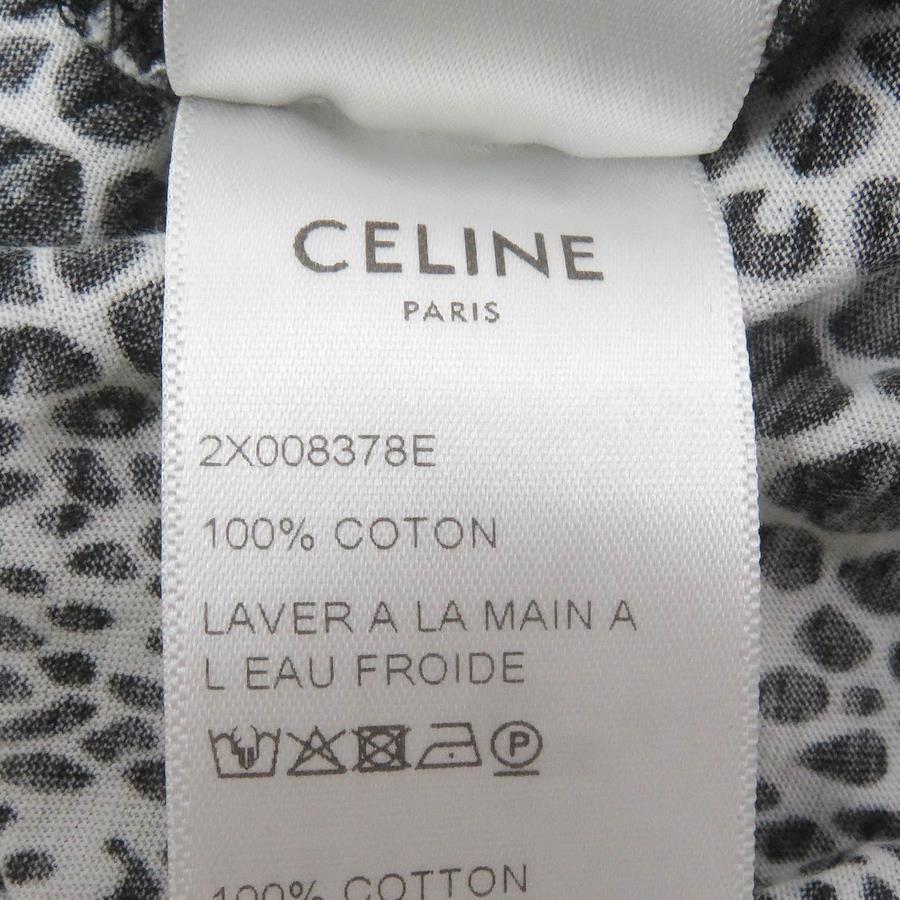 CELINE
PARIS
2X008378E
100% COTON
LAVER A LA MAIN A
L EAU FROIDE
P
100% COTTON